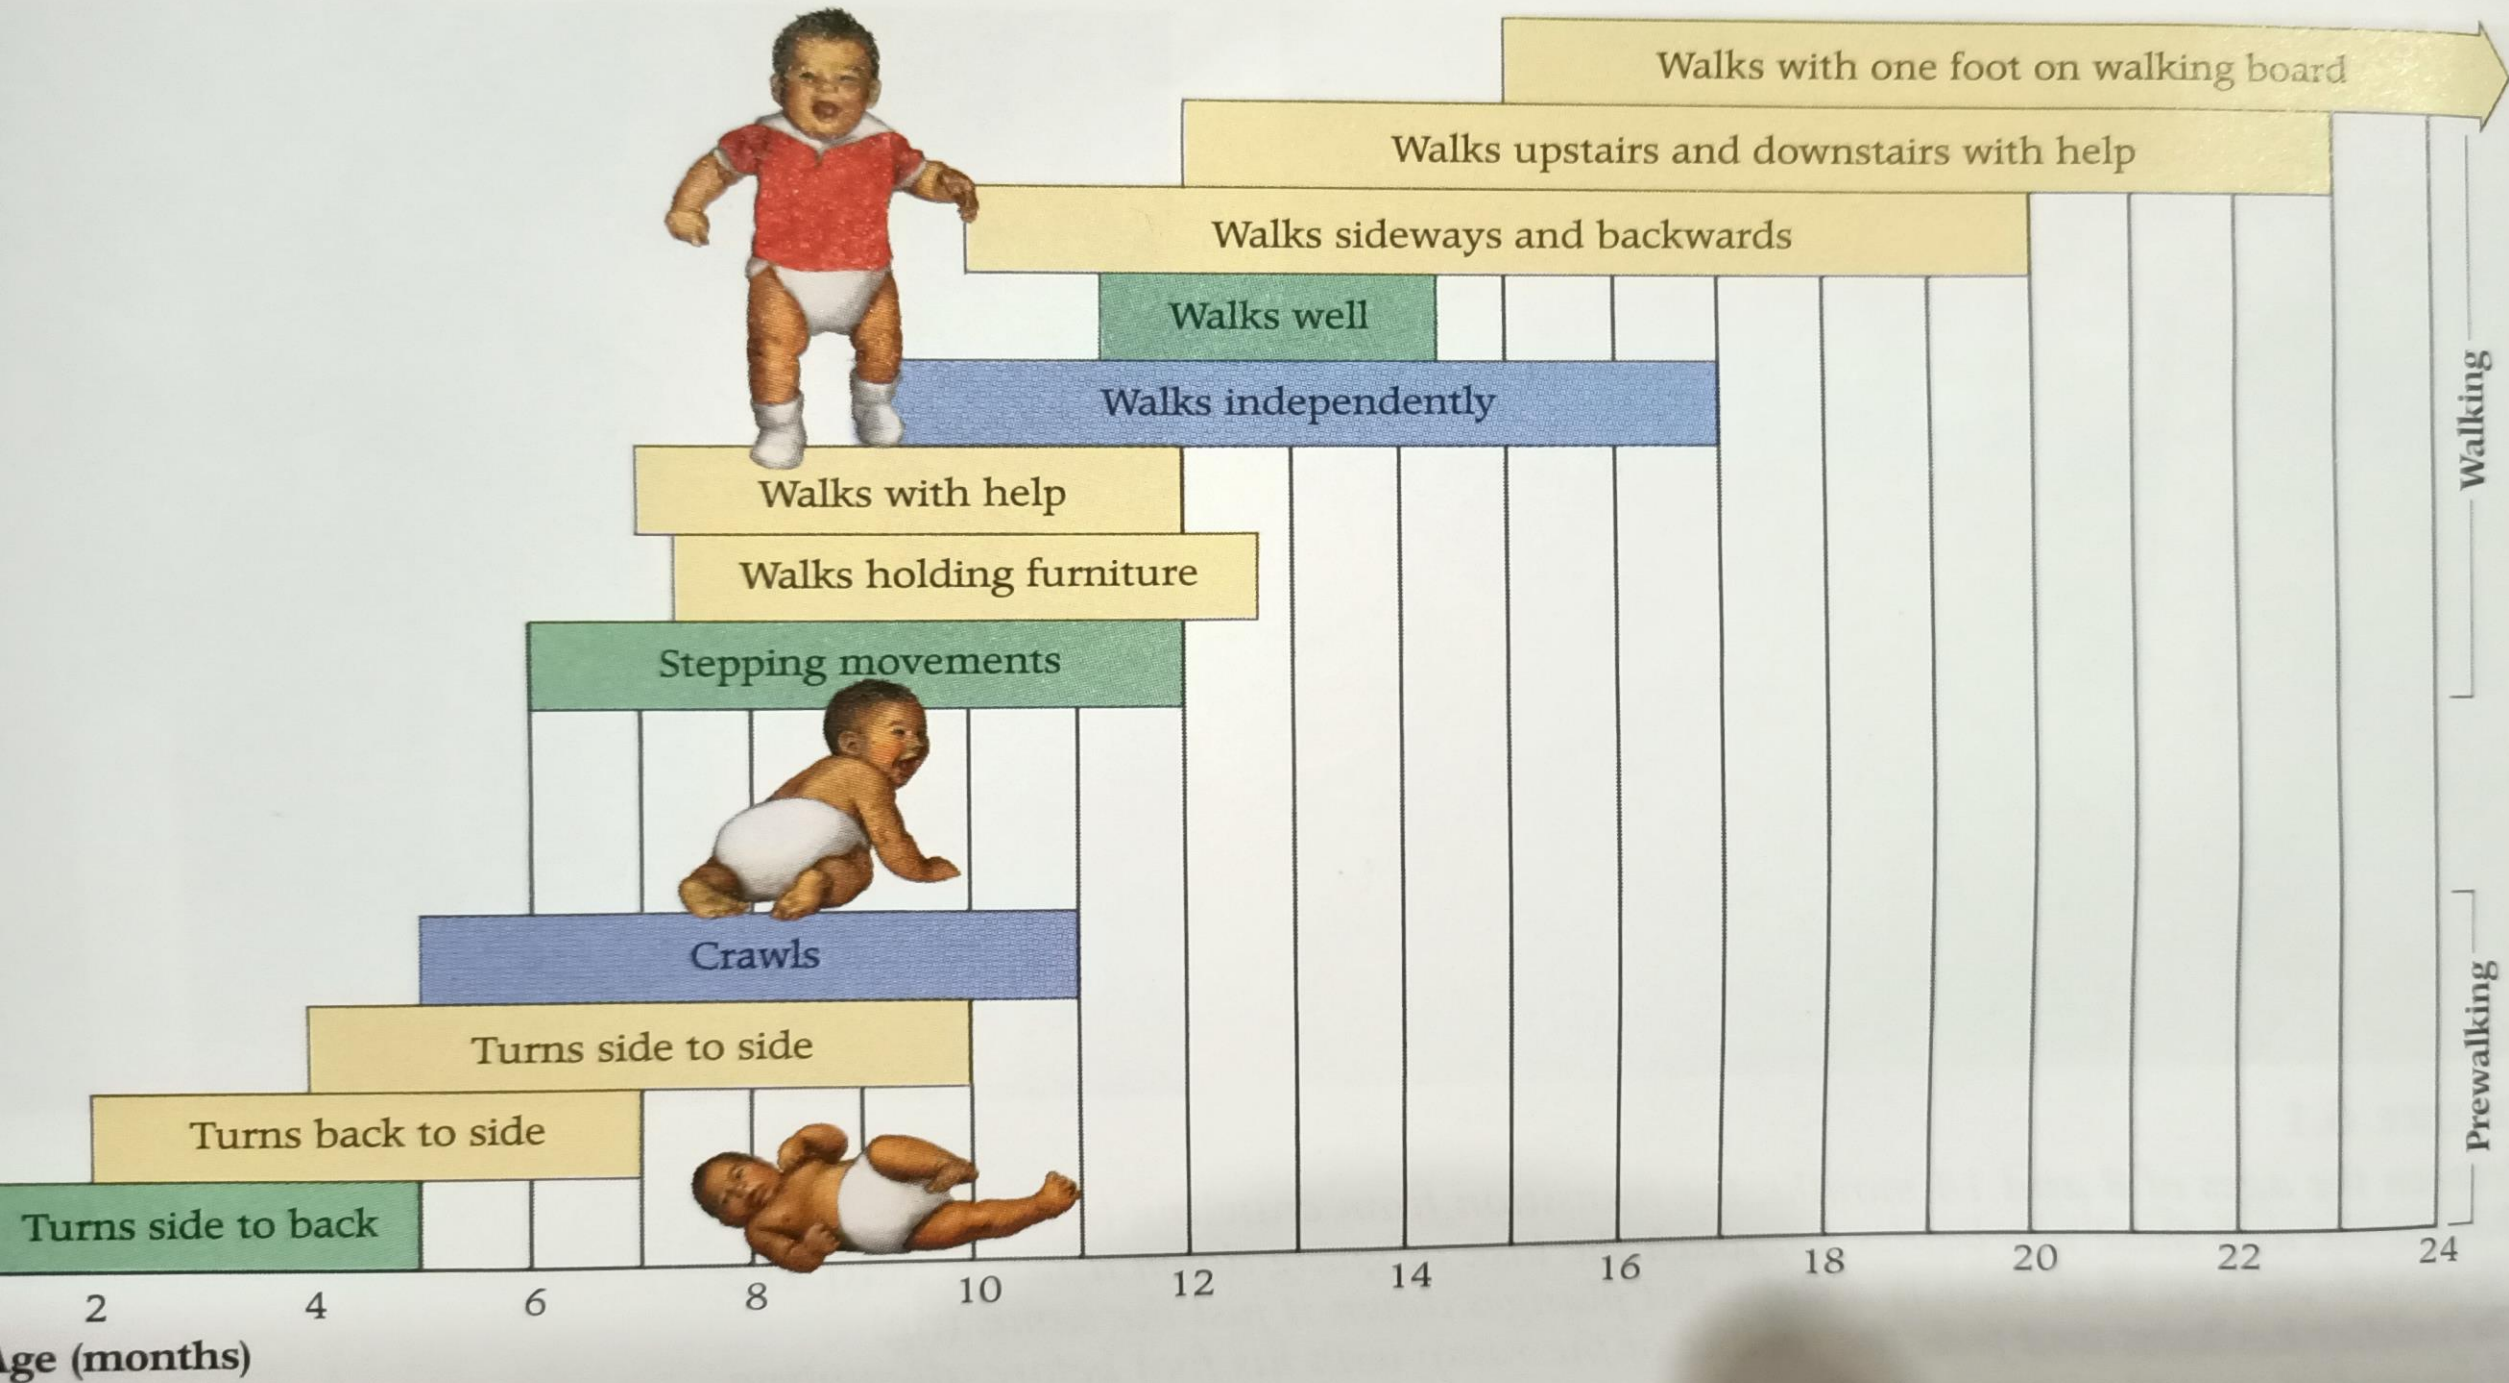 Walks with one foot on walking board
Walks upstairs and downstairs with help
Walks sideways and backwards
Walks well
Walks independently
Walks with help
Walks holding furniture
Stepping movements
Crawls
Turns side to side
Turns back to side
Turns side to back
Walking
Prewalking
2 4 6 8 10 12 14 16 18 20 22 24
Age (months)